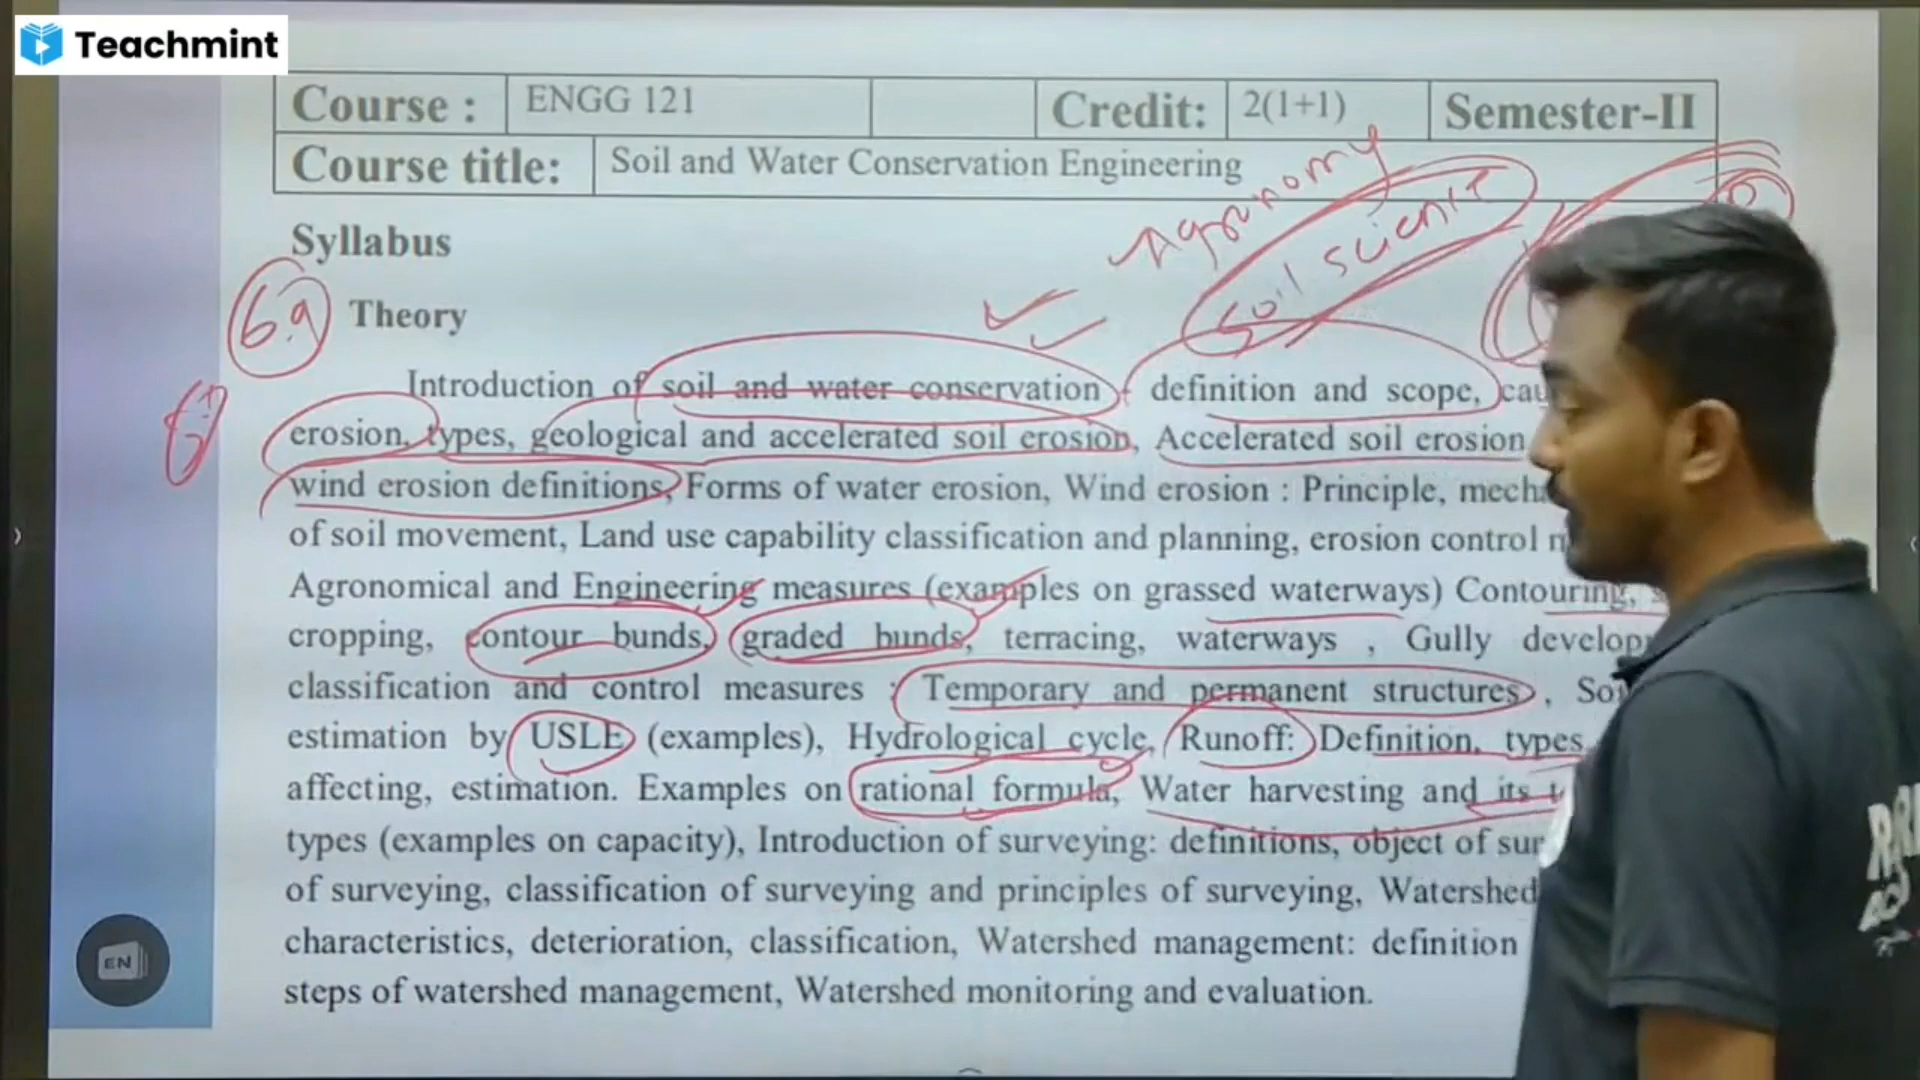 Teachmint
Course : ENGG 121 Credit: 2(1+1) Semester-II
Course title: Soil and Water Conservation Engineering
Agronomy
Soil science
Syllabus
Theory
Introduction of soil and water conservation - definition and scope,
erosion, types, geological and accelerated soil erosion, Accelerated soil erosion
wind erosion definitions, Forms of water erosion, Wind erosion : Principle,
of soil movement, Land use capability classification and planning, erosion control
Agronomical and Engineering measures (examples on grassed waterways) Contouring,
cropping, contour bunds, graded bunds, terracing, waterways , Gully
classification and control measures : Temporary and permanent structures ,
estimation by USLE (examples), Hydrological cycle, Runoff: Definition, types,
affecting, estimation. Examples on rational formula, Water harvesting and its
types (examples on capacity), Introduction of surveying: definitions, object of
of surveying, classification of surveying and principles of surveying, Watershed
characteristics, deterioration, classification, Watershed management: definition
steps of watershed management, Watershed monitoring and evaluation.
EN